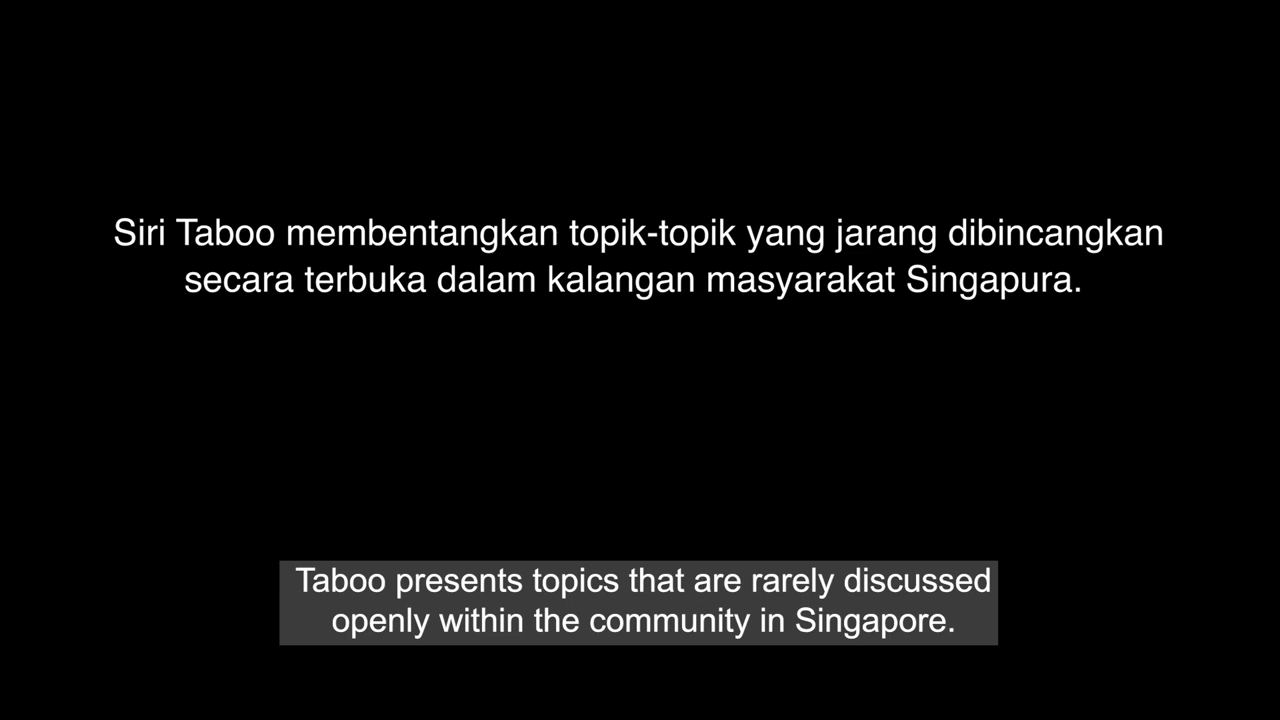 Siri Taboo membentangkan topik-topik yang jarang dibincangkan
secara terbuka dalam kalangan masyarakat Singapura.
Taboo presents topics that are rarely discussed
openly within the community in Singapore.